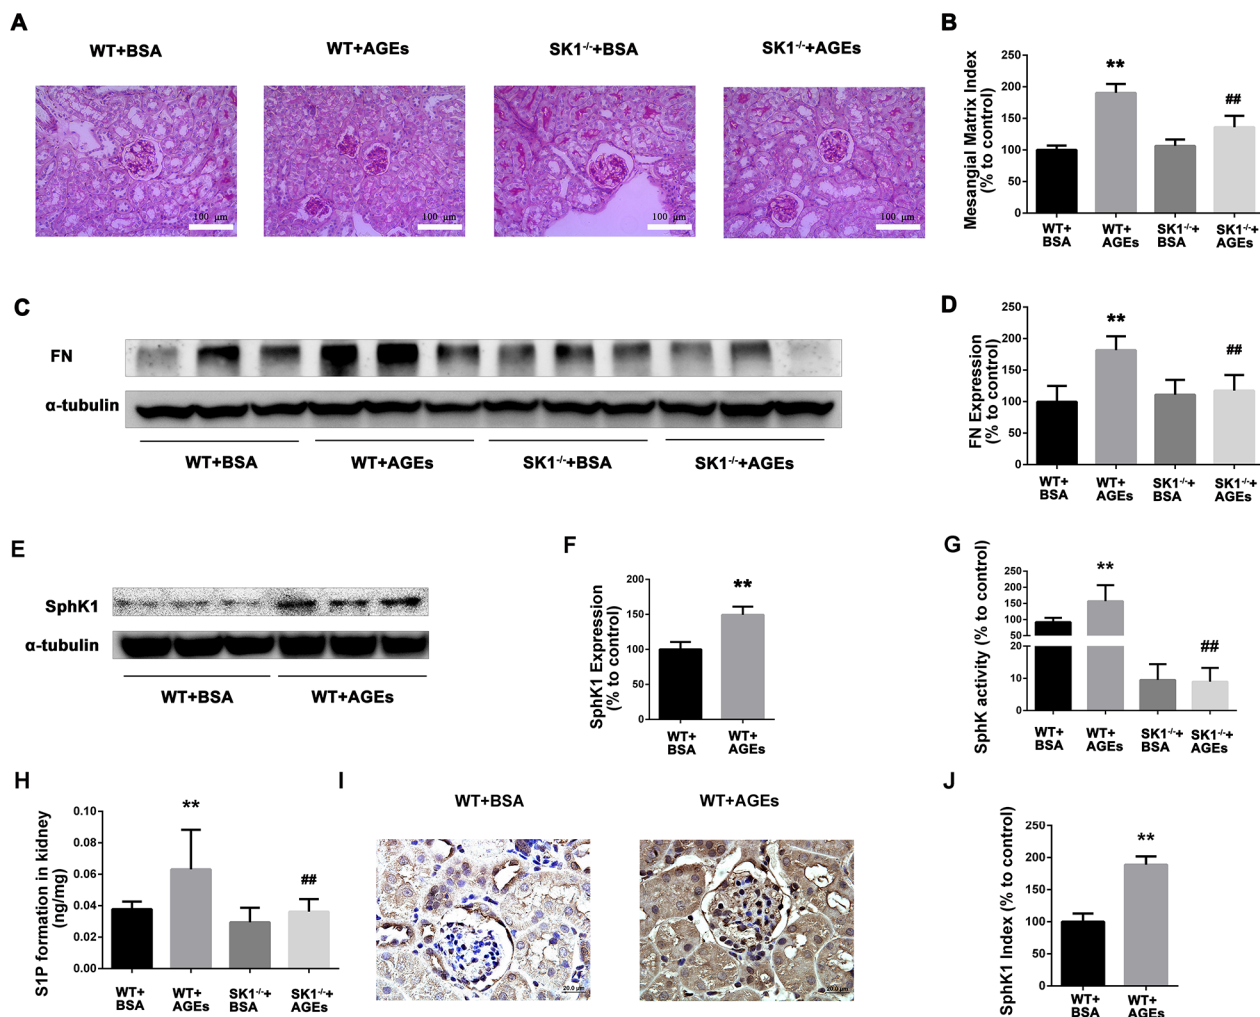 A
WT+BSA
WT+AGEs
SK1-/-+BSA
SK1-/-+AGEs
100 μm
100 μm
100 μm
100 μm
B
Mesangial Matrix Index
(% to control)
250
200
150
100
50
0
**
##
WT+
BSA
WT+
AGEs
SK1-/-+
BSA
SK1-/-+
AGEs
C
FN
α-tubulin
WT+BSA
WT+AGEs
SK1-/-+BSA
SK1-/-+AGEs
D
FN Expression
(% to control)
250
200
150
100
50
0
**
##
WT+
BSA
WT+
AGEs
SK1-/-+
BSA
SK1-/-+
AGEs
E
SphK1
α-tubulin
WT+BSA
WT+AGEs
F
SphK1 Expression
(% to control)
200
150
100
50
0
**
WT+
BSA
WT+
AGEs
G
SphK activity (% to control)
250
200
150
100
50
20
10
0
**
##
WT+
BSA
WT+
AGEs
SK1-/-+
BSA
SK1-/-+
AGEs
H
S1P formation in kidney
(ng/mg)
0.10
0.08
0.06
0.04
0.02
0.00
**
##
WT+
BSA
WT+
AGEs
SK1-/-+
BSA
SK1-/-+
AGEs
I
WT+BSA
WT+AGEs
20.0 μm
20.0 μm
J
SphK1 Index (% to control)
250
200
150
100
50
0
**
WT+
BSA
WT+
AGEs